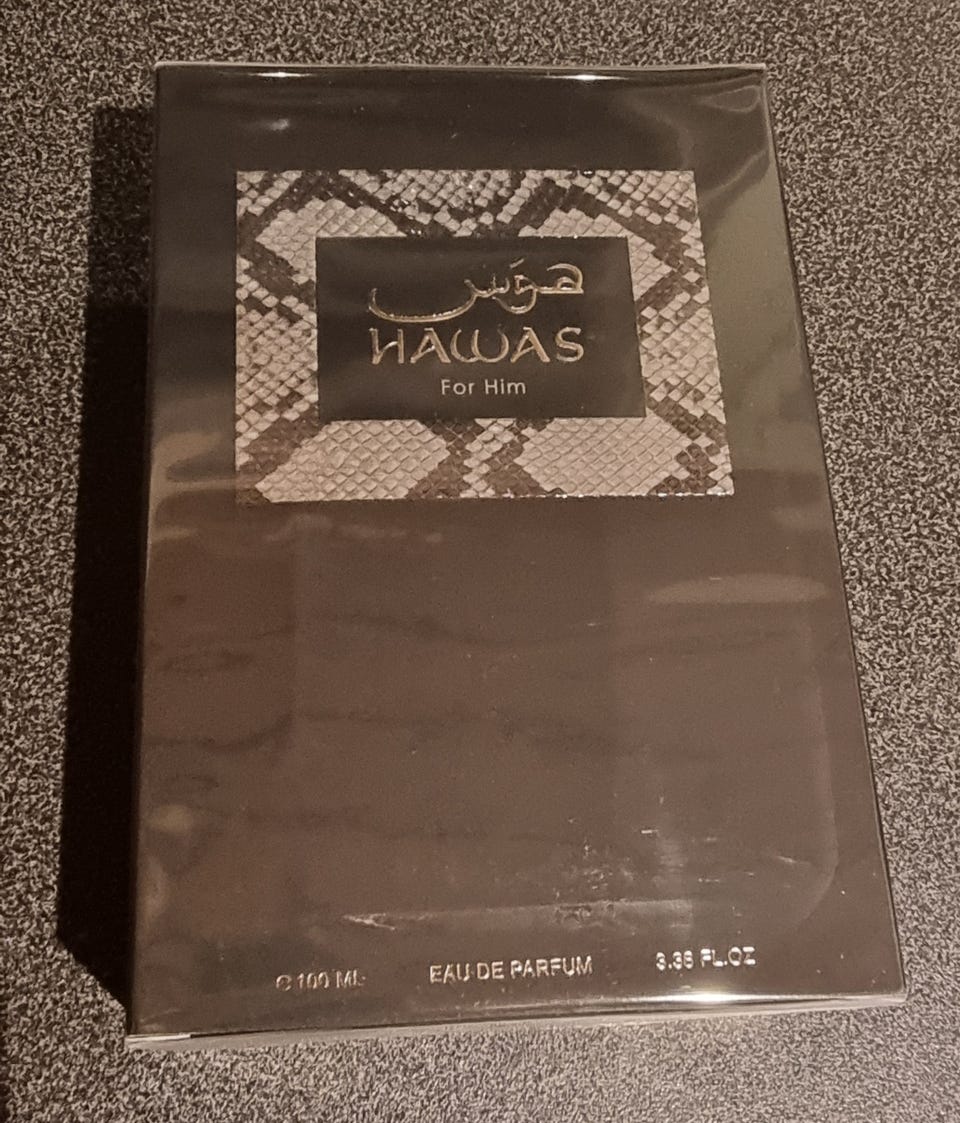 هوَس
HAWAS
For Him
℮ 100 ML EAU DE PARFUM 3.38 FL.OZ